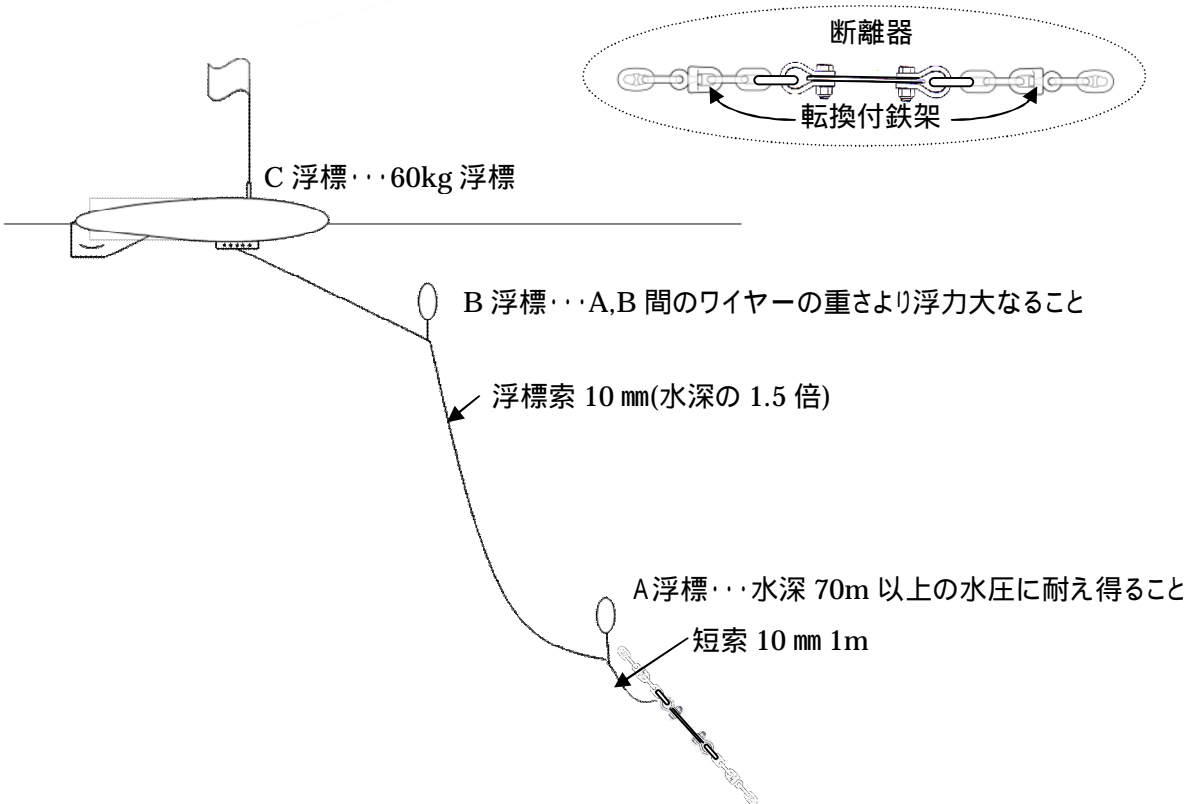 断離器
転換付鉄架
C 浮標･･･60kg 浮標
B 浮標･･･A,B 間のワイヤーの重さより浮力大なること
浮標索 10 ㎜(水深の 1.5 倍)
A浮標･･･水深 70m 以上の水圧に耐え得ること
短索 10 ㎜ 1m